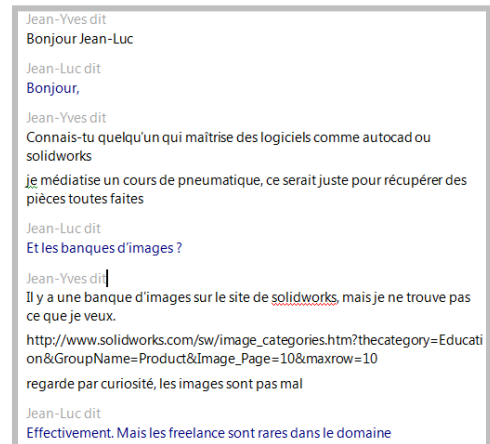 Jean-Yves dit
Bonjour Jean-Luc
Jean-Luc dit
Bonjour,
Jean-Yves dit
Connais-tu quelqu'un qui maîtrise des logiciels comme autocad ou
solidworks
je médiatise un cours de pneumatique, ce serait juste pour récupérer des
pièces toutes faites
Jean-Luc dit
Et les banques d'images ?
Jean-Yves dit
Il y a une banque d'images sur le site de solidworks, mais je ne trouve pas
ce que je veux.
http://www.solidworks.com/sw/image_categories.htm?thecategory=Educati
on&GroupName=Product&Image_Page=10&maxrow=10
regarde par curiosité, les images sont pas mal
Jean-Luc dit
Effectivement. Mais les freelance sont rares dans le domaine